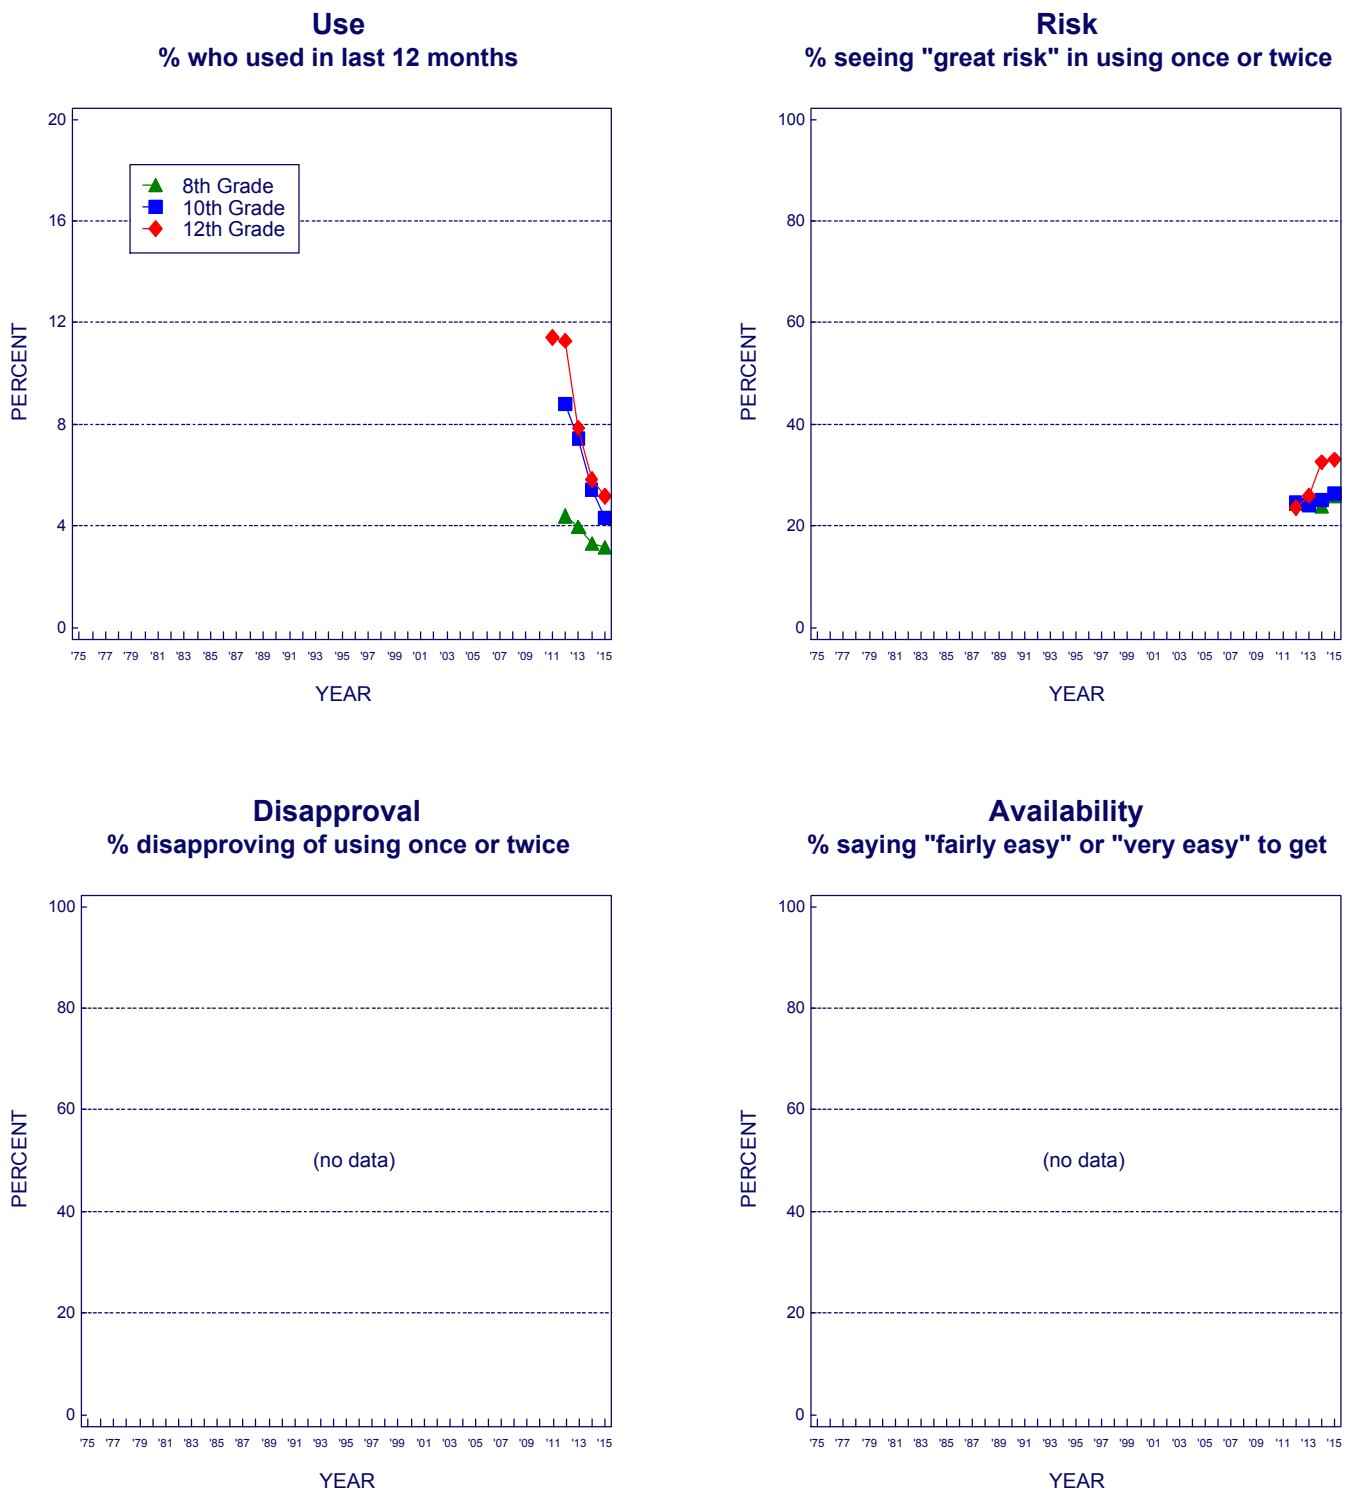 Use
% who used in last 12 months
20
16
12
8
4
0
PERCENT
8th Grade
10th Grade
12th Grade
'75 '77 '79 '81 '83 '85 '87 '89 '91 '93 '95 '97 '99 '01 '03 '05 '07 '09 '11 '13 '15
YEAR
Risk
% seeing "great risk" in using once or twice
100
80
60
40
20
0
PERCENT
'75 '77 '79 '81 '83 '85 '87 '89 '91 '93 '95 '97 '99 '01 '03 '05 '07 '09 '11 '13 '15
YEAR
Disapproval
% disapproving of using once or twice
100
80
60
40
20
0
PERCENT
(no data)
'75 '77 '79 '81 '83 '85 '87 '89 '91 '93 '95 '97 '99 '01 '03 '05 '07 '09 '11 '13 '15
YEAR
Availability
% saying "fairly easy" or "very easy" to get
100
80
60
40
20
0
PERCENT
(no data)
'75 '77 '79 '81 '83 '85 '87 '89 '91 '93 '95 '97 '99 '01 '03 '05 '07 '09 '11 '13 '15
YEAR